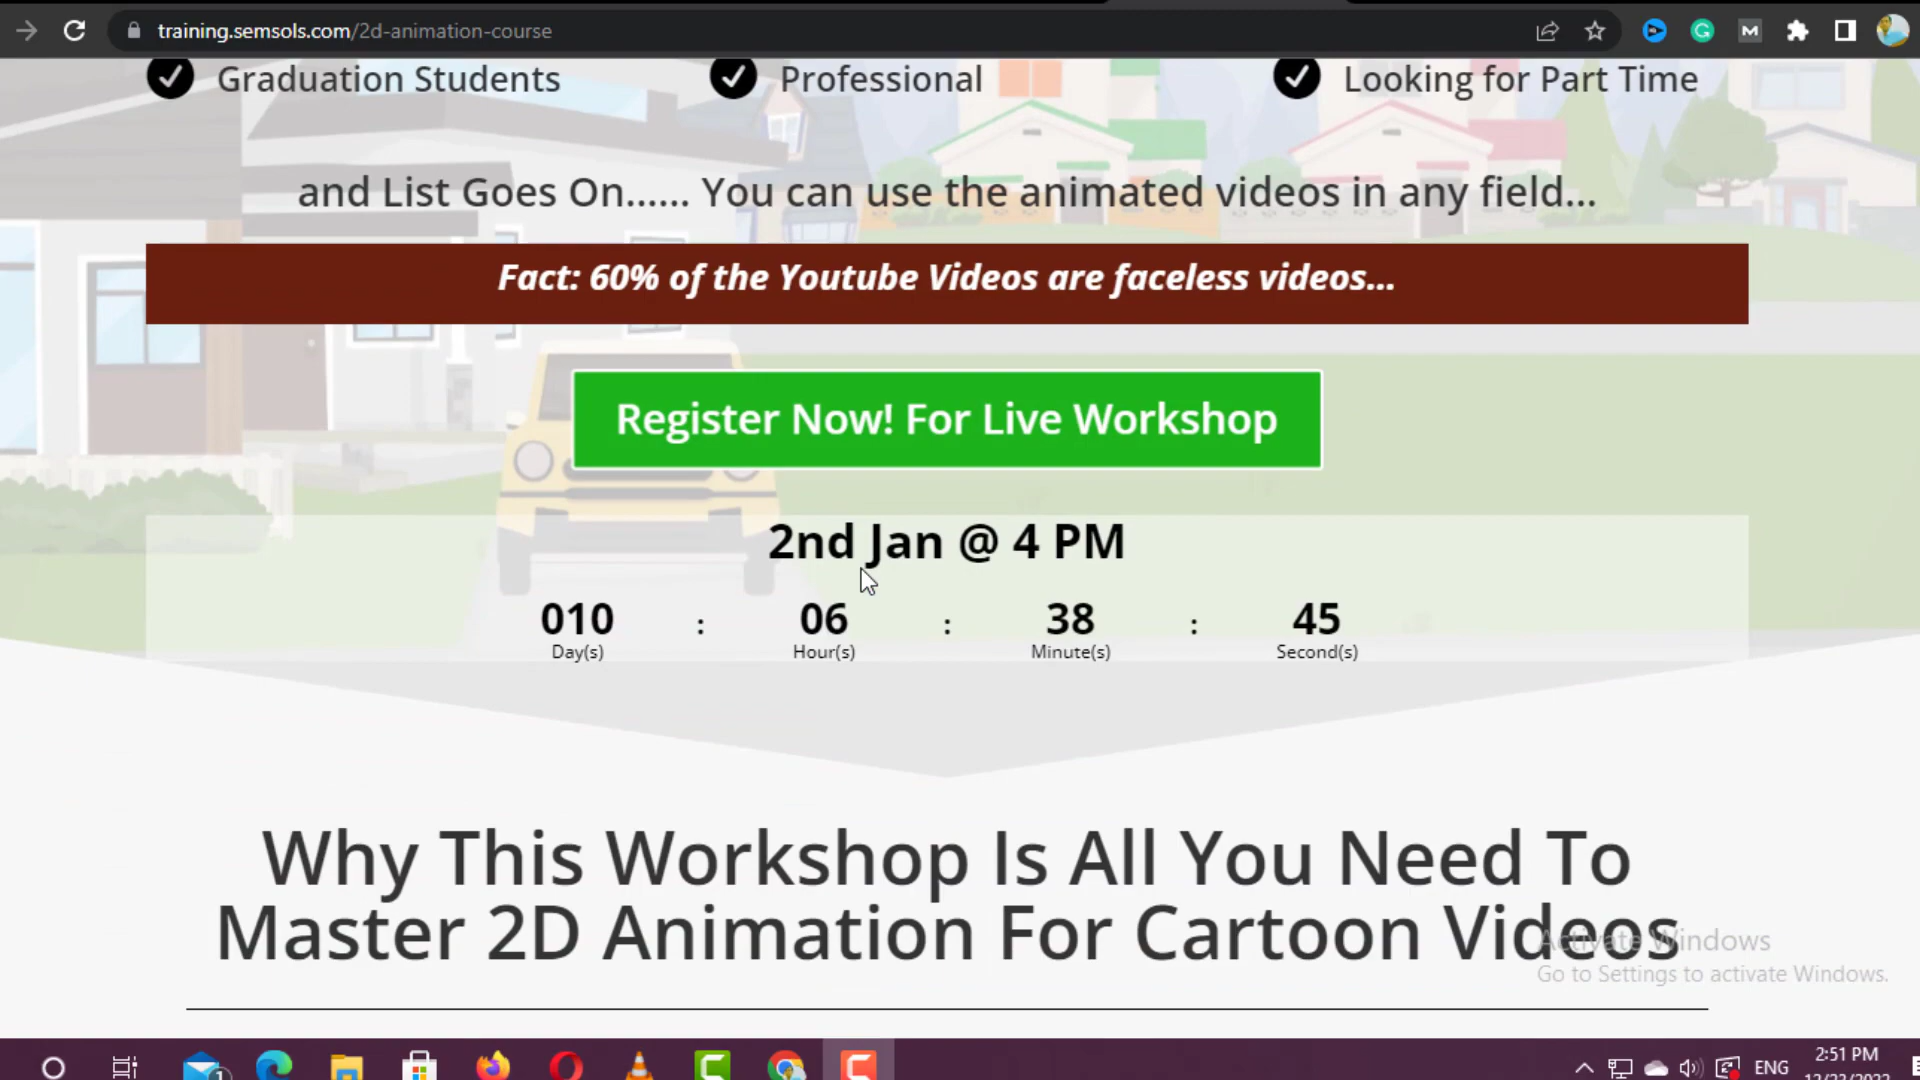 training.semsols.com/2d-animation-course
Graduation Students
Professional
Looking for Part Time
and List Goes On...... You can use the animated videos in any field...
Fact: 60% of the Youtube Videos are faceless videos...
Register Now! For Live Workshop
2nd Jan @ 4 PM
010 : 06 : 38 : 45
Day(s) Hour(s) Minute(s) Second(s)
Why This Workshop Is All You Need To
Master 2D Animation For Cartoon Videos
Activate Windows
Go to Settings to activate Windows.
ENG
2:51 PM